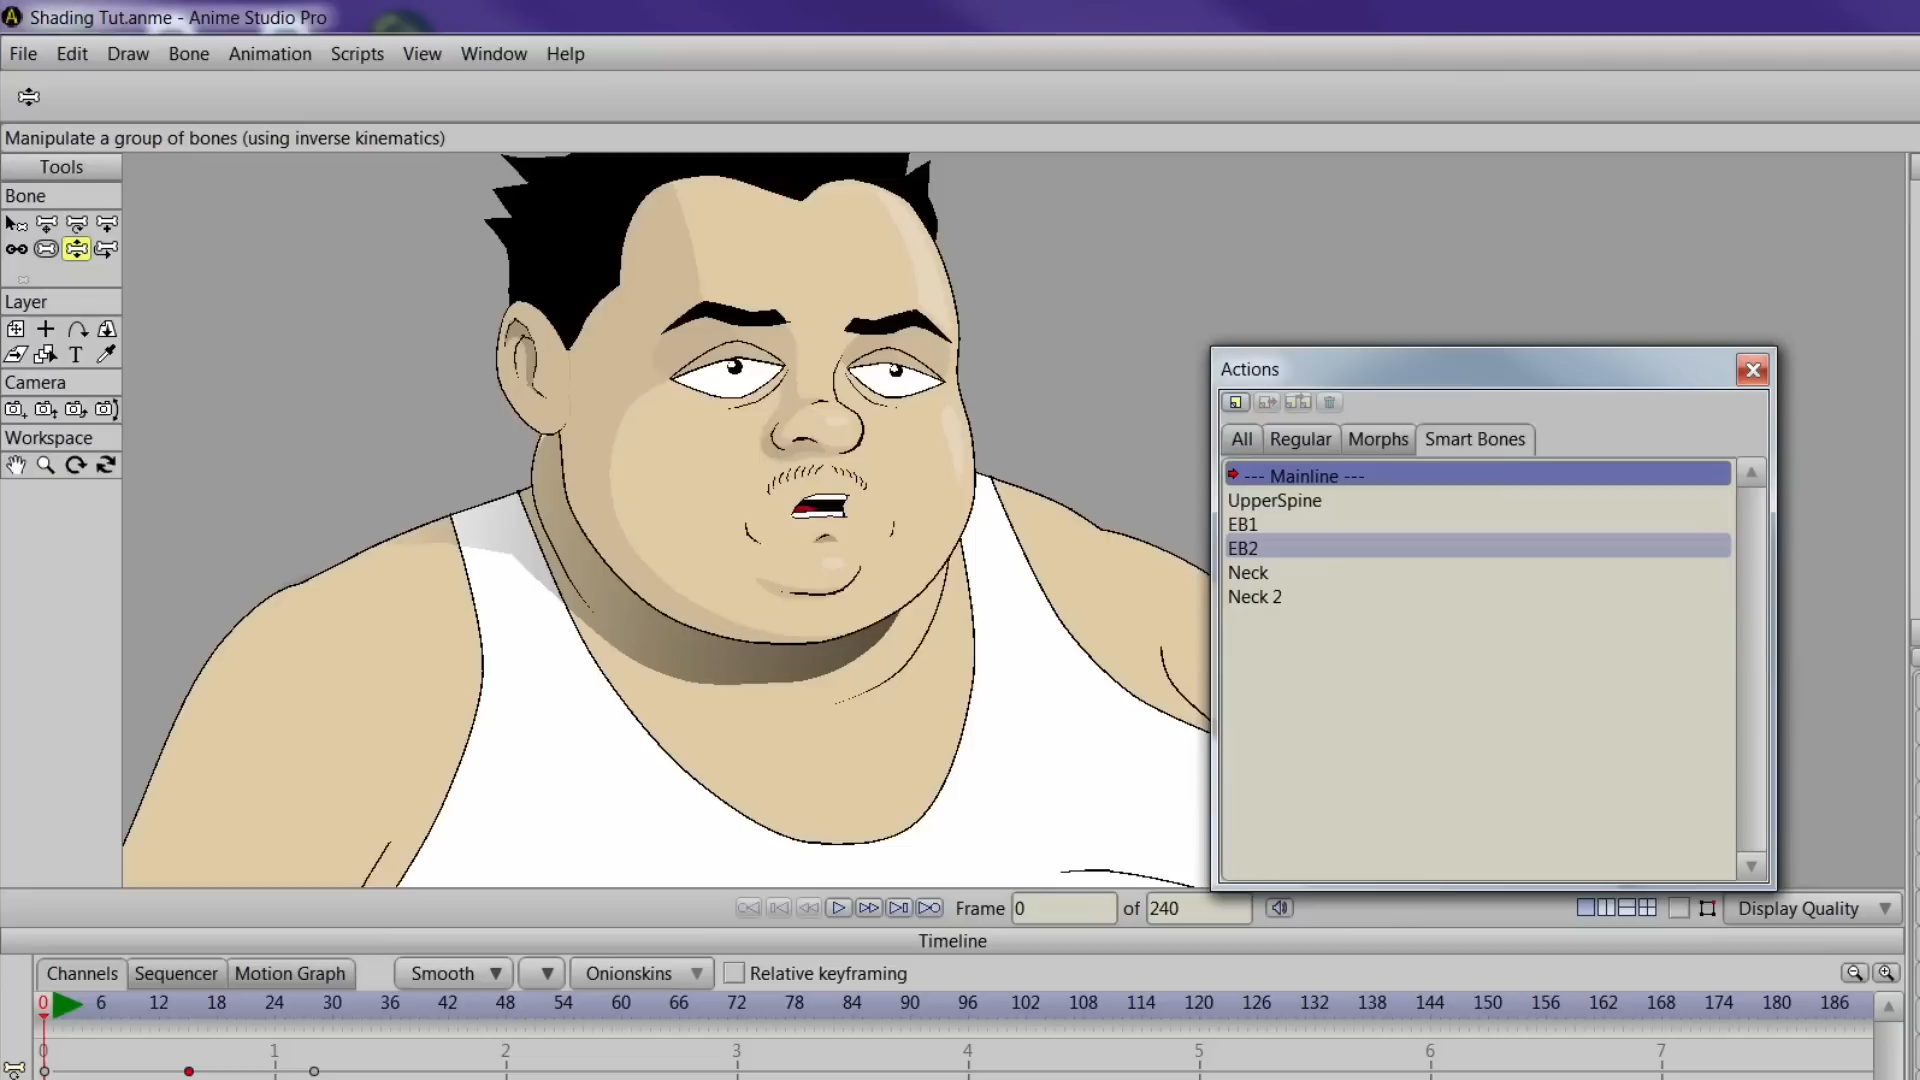 Shading Tut.anme - Anime Studio Pro
File Edit Draw Bone Animation Scripts View Window Help
Manipulate a group of bones (using inverse kinematics)
Tools
Bone
Layer
T
Camera
Workspace
Actions
All Regular Morphs Smart Bones
--- Mainline ---
UpperSpine
EB1
EB2
Neck
Neck 2
Frame 0 of 240 Display Quality
Timeline
Channels Sequencer Motion Graph Smooth Onionskins Relative keyframing
0 6 12 18 24 30 36 42 48 54 60 66 72 78 84 90 96 102 108 114 120 126 132 138 144 150 156 162 168 174 180 186
0 1 2 3 4 5 6 7